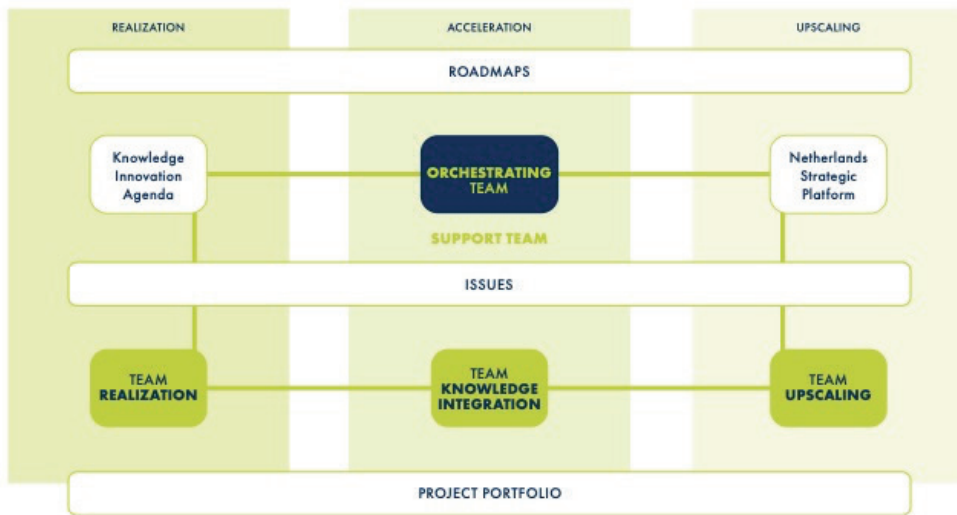 REALIZATION
ACCELERATION
UPSCALING
ROADMAPS
Knowledge
Innovation
Agenda
ORCHESTRATING
TEAM
Netherlands
Strategic
Platform
SUPPORT TEAM
ISSUES
TEAM
REALIZATION
TEAM
KNOWLEDGE
INTEGRATION
TEAM
UPSCALING
PROJECT PORTFOLIO